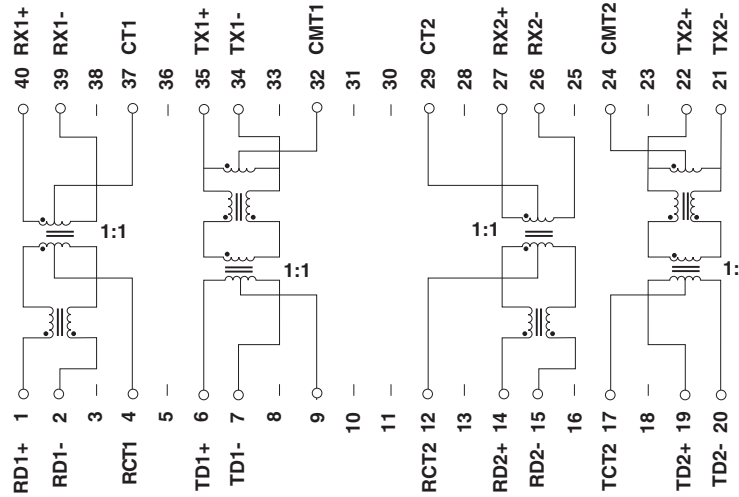 40 RX1+
39 RX1-
38
37 CT1
36
35 TX1+
34 TX1-
33
32 CMT1
31
30
29 CT2
28
27 RX2+
26 RX2-
25
24 CMT2
23
22 TX2+
21 TX2-
1:1
1:1
1:1
1:
RD1+ 1
RD1- 2
3
RCT1 4
5
TD1+ 6
TD1- 7
8
9
10
11
RCT2 12
13
RD2+ 14
RD2- 15
16
TCT2 17
18
TD2+ 19
TD2- 20